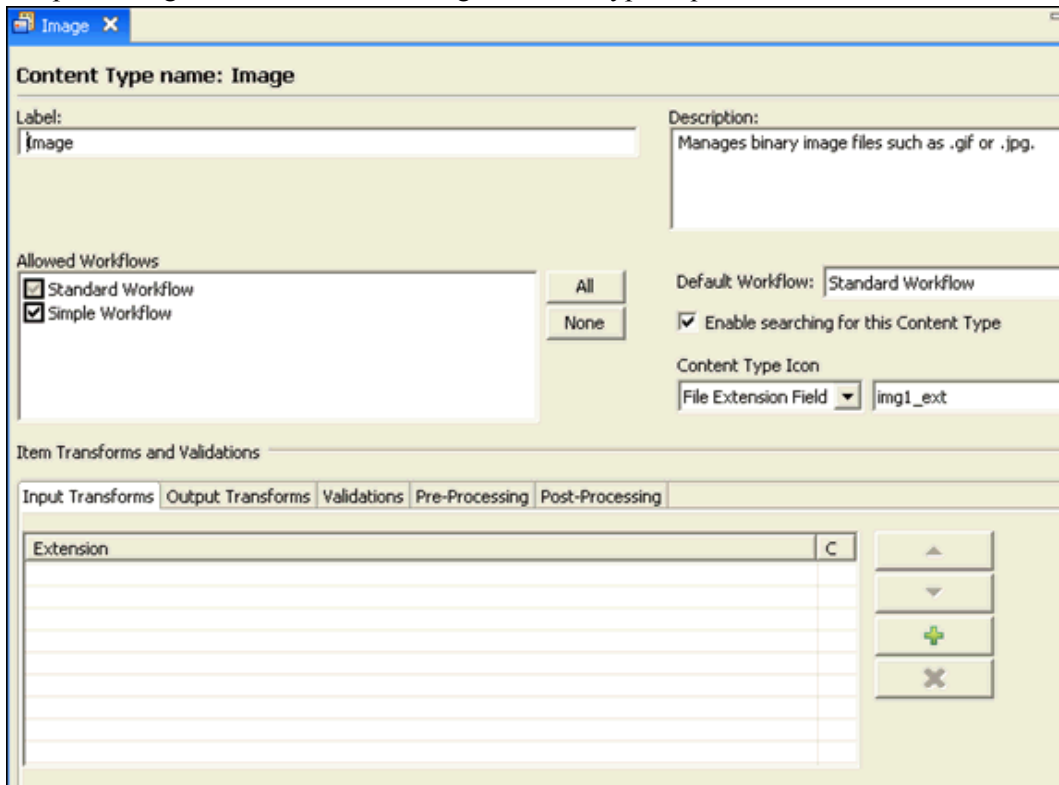 Image
Content Type name: Image
Label:
Image
Description:
Manages binary image files such as .gif or .jpg.
Allowed Workflows
Standard Workflow
Simple Workflow
All
None
Default Workflow: Standard Workflow
Enable searching for this Content Type
Content Type Icon
File Extension Field img1_ext
Item Transforms and Validations
Input Transforms Output Transforms Validations Pre-Processing Post-Processing
Extension C